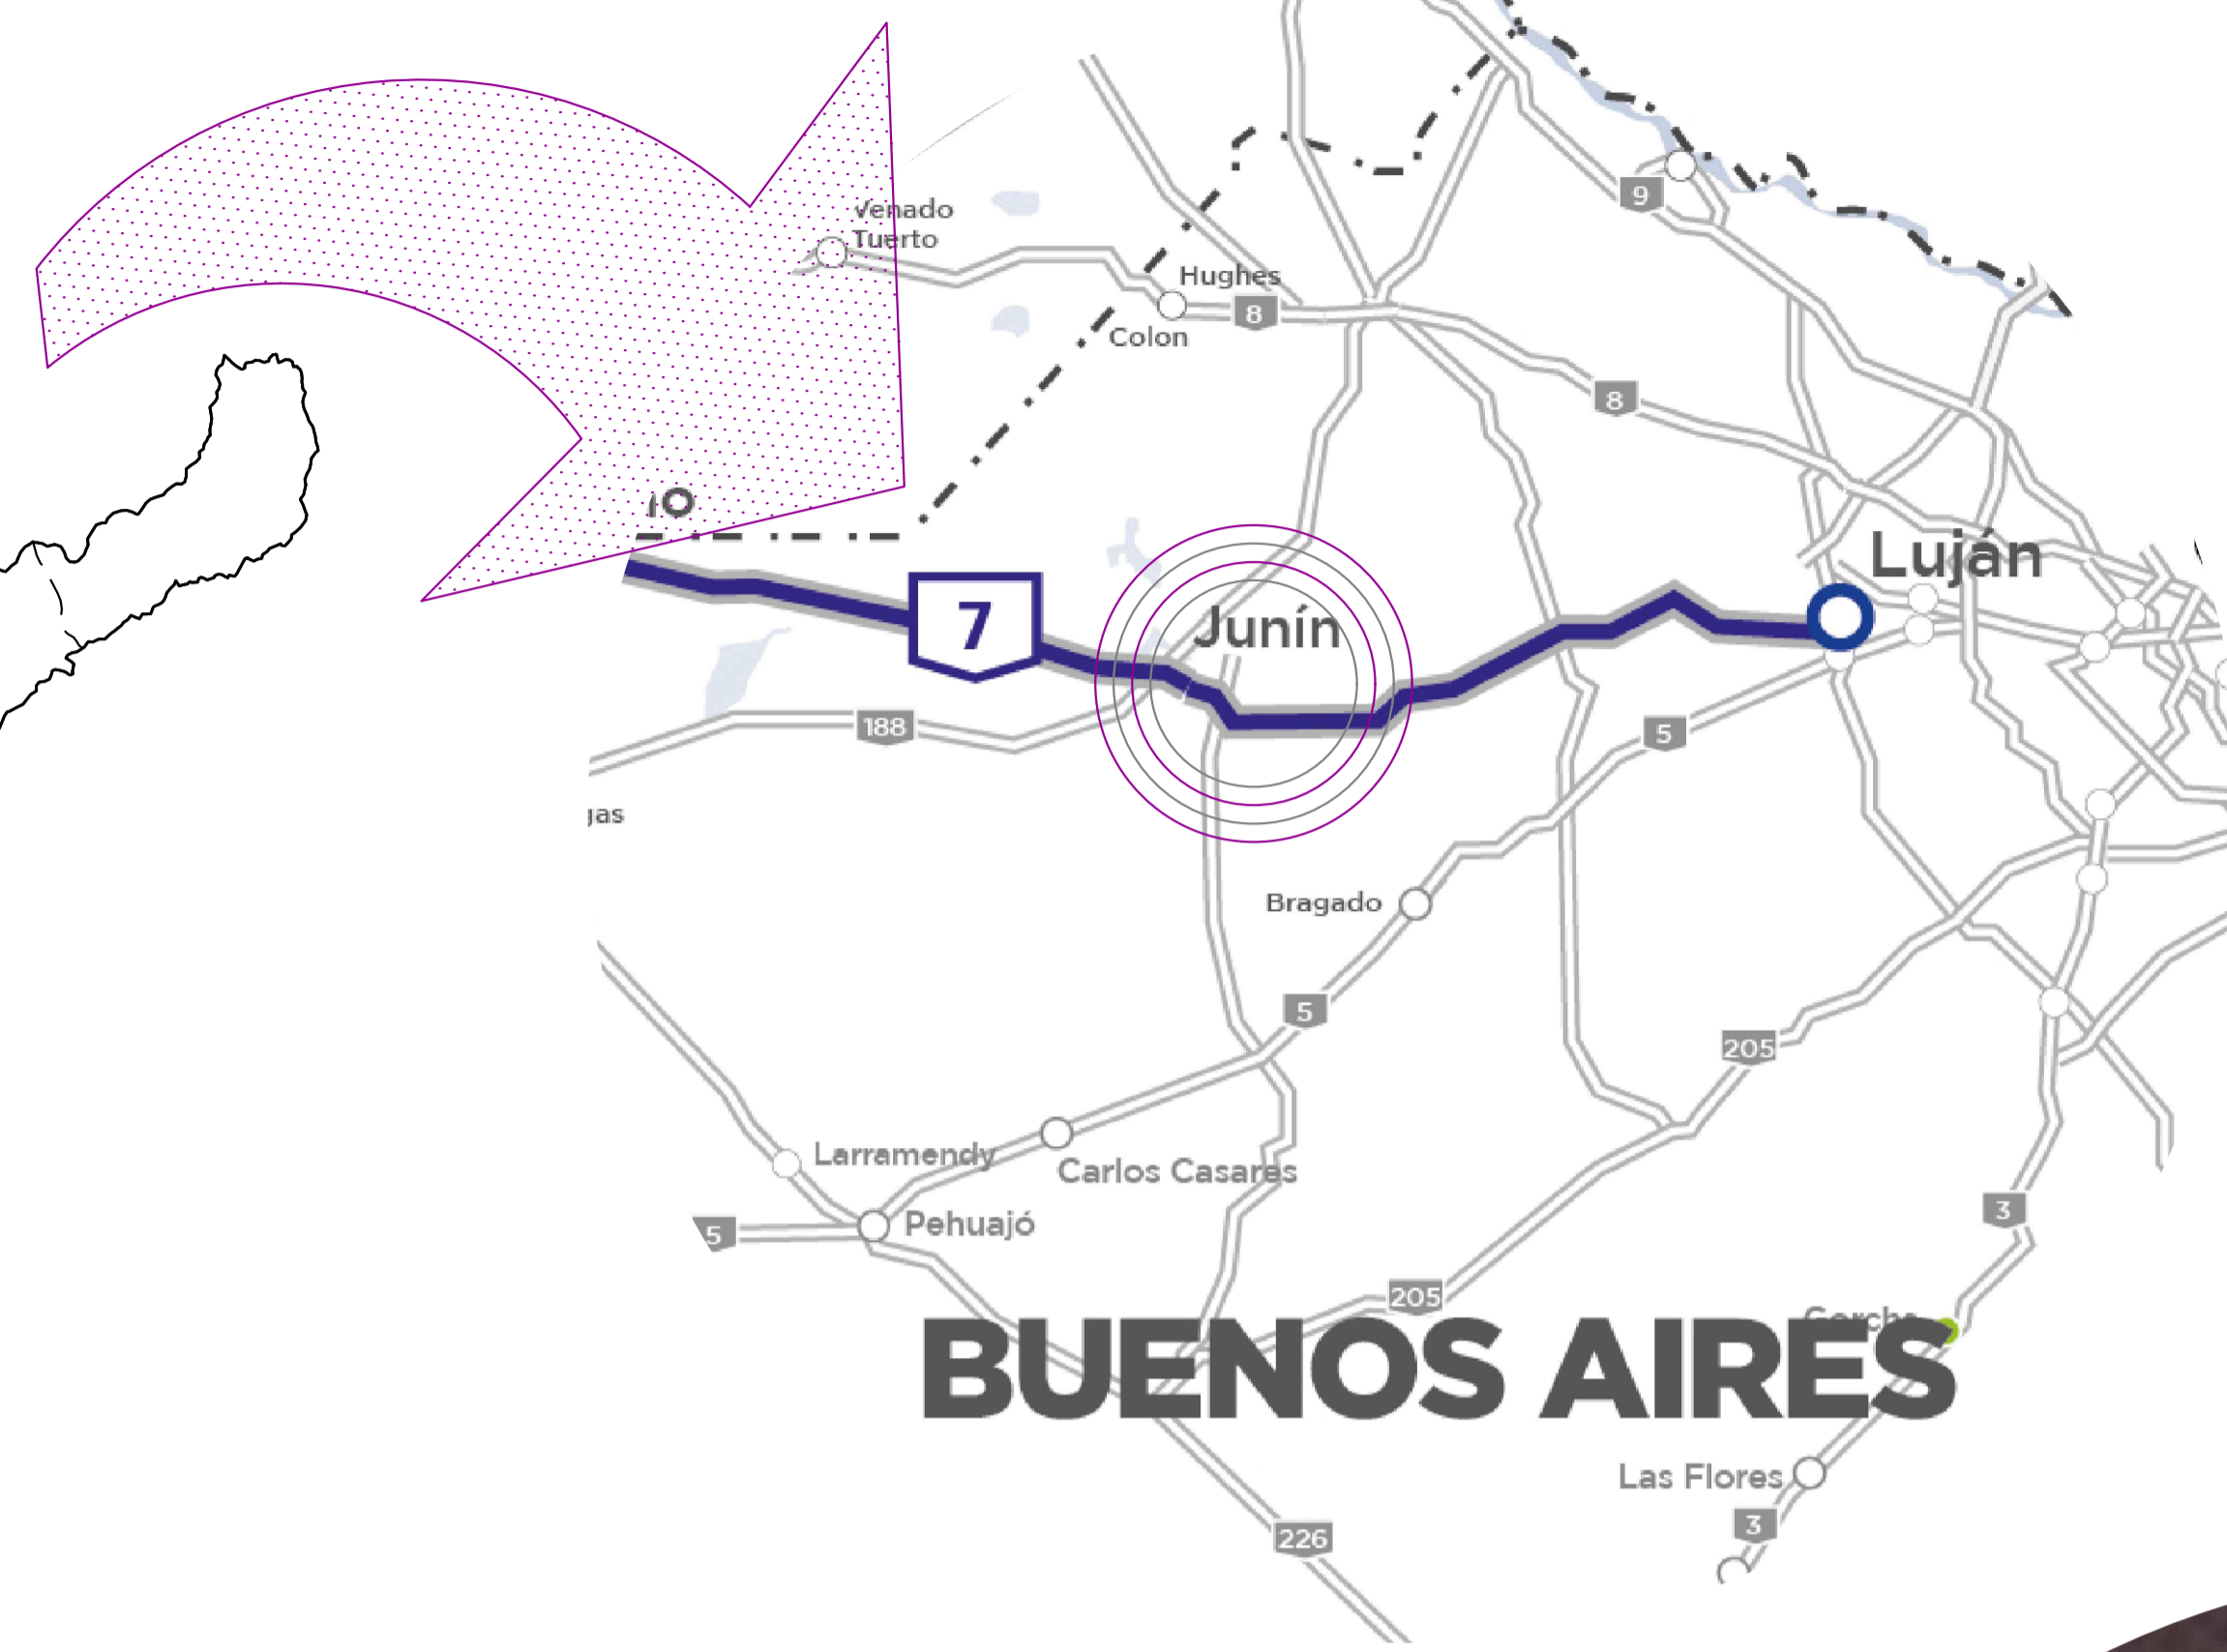 9
Venado
Tuerto
Hughes
8
Colon
8
Luján
7
Junín
188
5
Bragado
5
205
Larramendy
Carlos Casares
Pehuajó
5
3
205
BUENOS AIRES
Las Flores
3
226